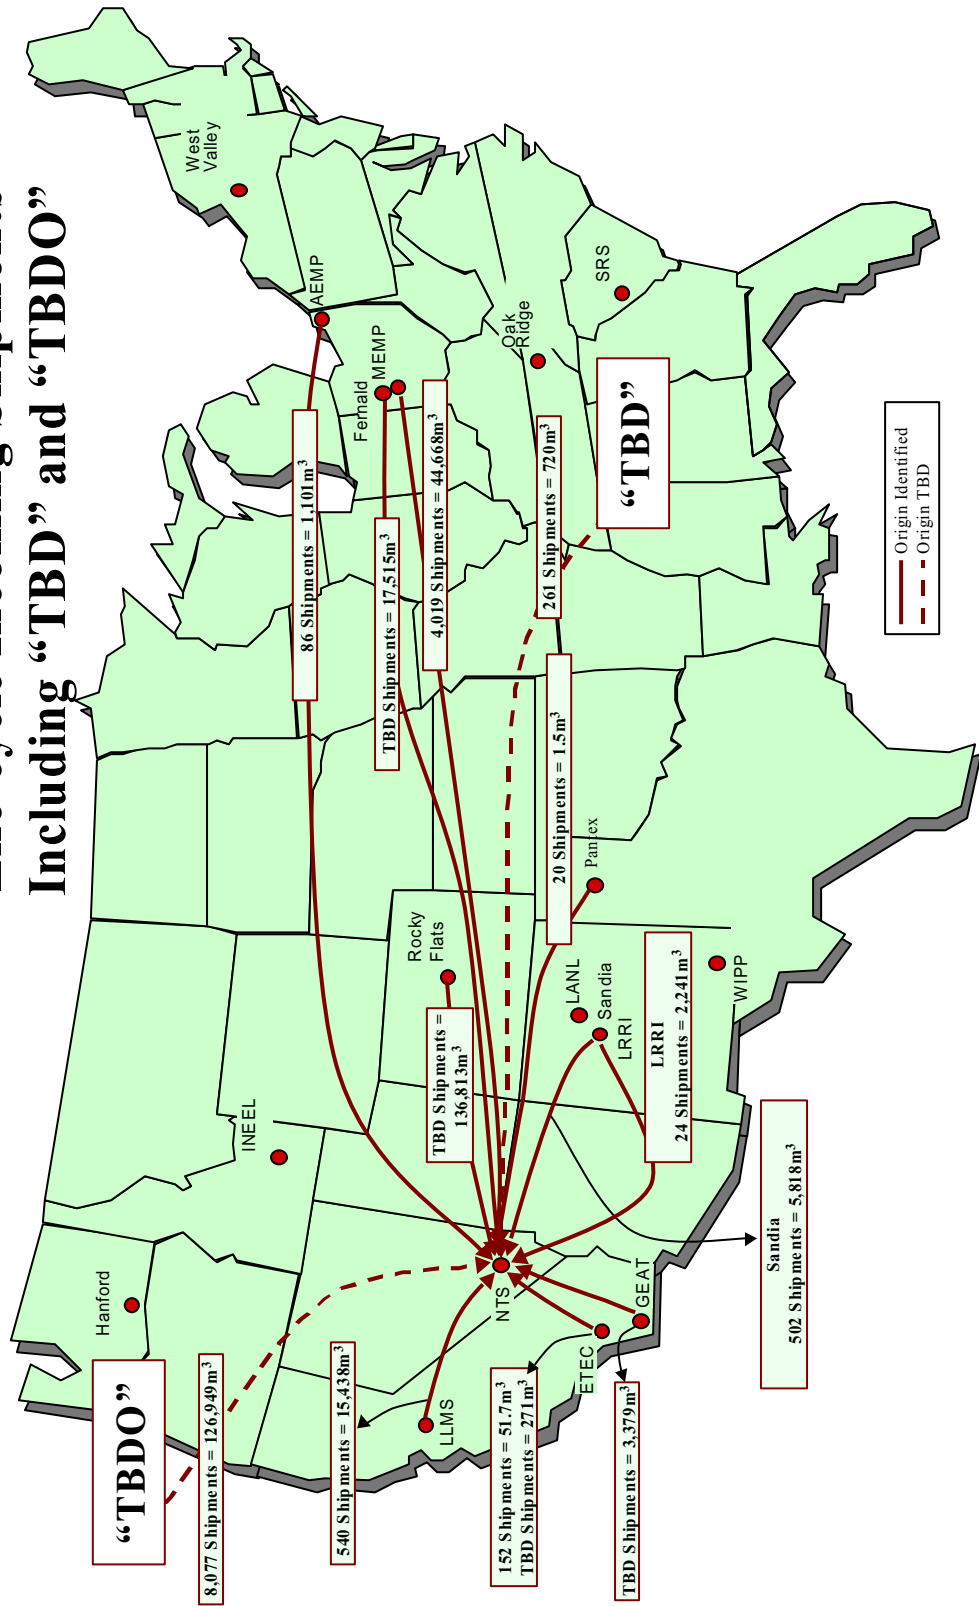 Including “TBD” and “TBDO”
“TBDO”
8,077 Shipments = 126,949m³
540 Shipments = 15,438m³
152 Shipments = 51.7m³
TBD Shipments = 271m³
TBD Shipments = 3,379m³
Sandia
502 Shipments = 5,818m³
LRRI
24 Shipments = 2,241m³
TBD Shipments =
136,813m³
20 Shipments = 1.5m³
86 Shipments = 1,101m³
TBD Shipments = 17,515m³
4,019 Shipments = 44,668m³
261 Shipments = 720m³
“TBD”
Hanford
INEEL
NTS
LLMS
ETEC
GEAT
Rocky
Flats
LANL
Sandia
LRRI
WIPP
Pantex
Fernald
MEMP
AEMP
West
Valley
Oak
Ridge
SRS
Origin Identified
Origin TBD